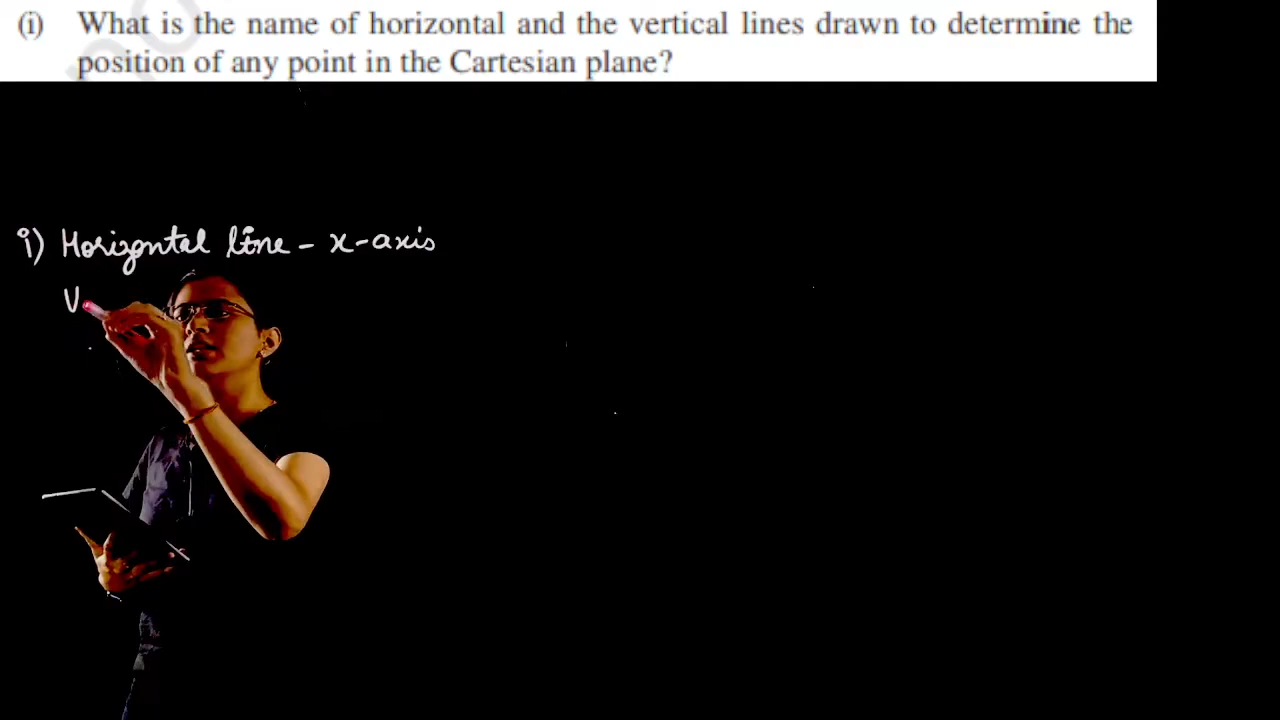 (i) What is the name of horizontal and the vertical lines drawn to determine the
position of any point in the Cartesian plane?
i) Horizontal line - x-axis
V